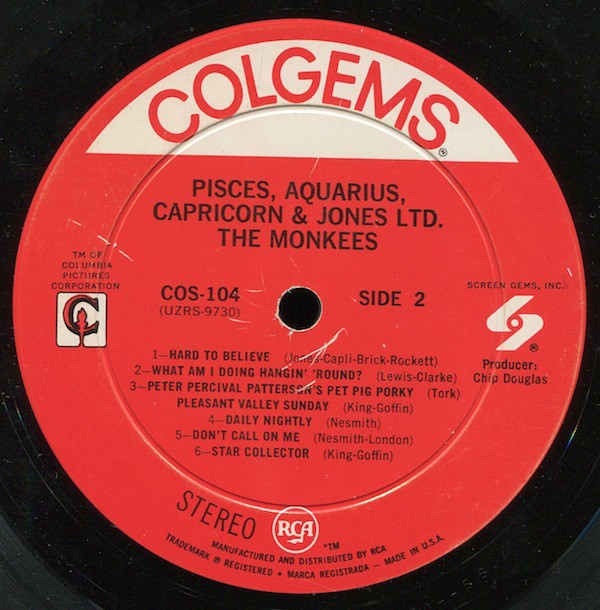 COLGEMS®
PISCES, AQUARIUS,
CAPRICORN & JONES LTD.
THE MONKEES
TM OF
COLUMBIA
PICTURES
CORPORATION
C
COS-104
(UZRS-9730)
SIDE 2
SCREEN GEMS, INC.
®
Producer:
Chip Douglas
1—HARD TO BELIEVE (Jones-Capli-Brick-Rockett)
2—WHAT AM I DOING HANGIN' 'ROUND? (Lewis-Clarke)
3—PETER PERCIVAL PATTERSON'S PET PIG PORKY (Tork)
PLEASANT VALLEY SUNDAY (King-Goffin)
4—DAILY NIGHTLY (Nesmith)
5—DON'T CALL ON ME (Nesmith-London)
6—STAR COLLECTOR (King-Goffin)
STEREO
RCA
"TM
MANUFACTURED AND DISTRIBUTED BY RCA
TRADEMARK ® REGISTERED • MARCA REGISTRADA — MADE IN U.S.A.